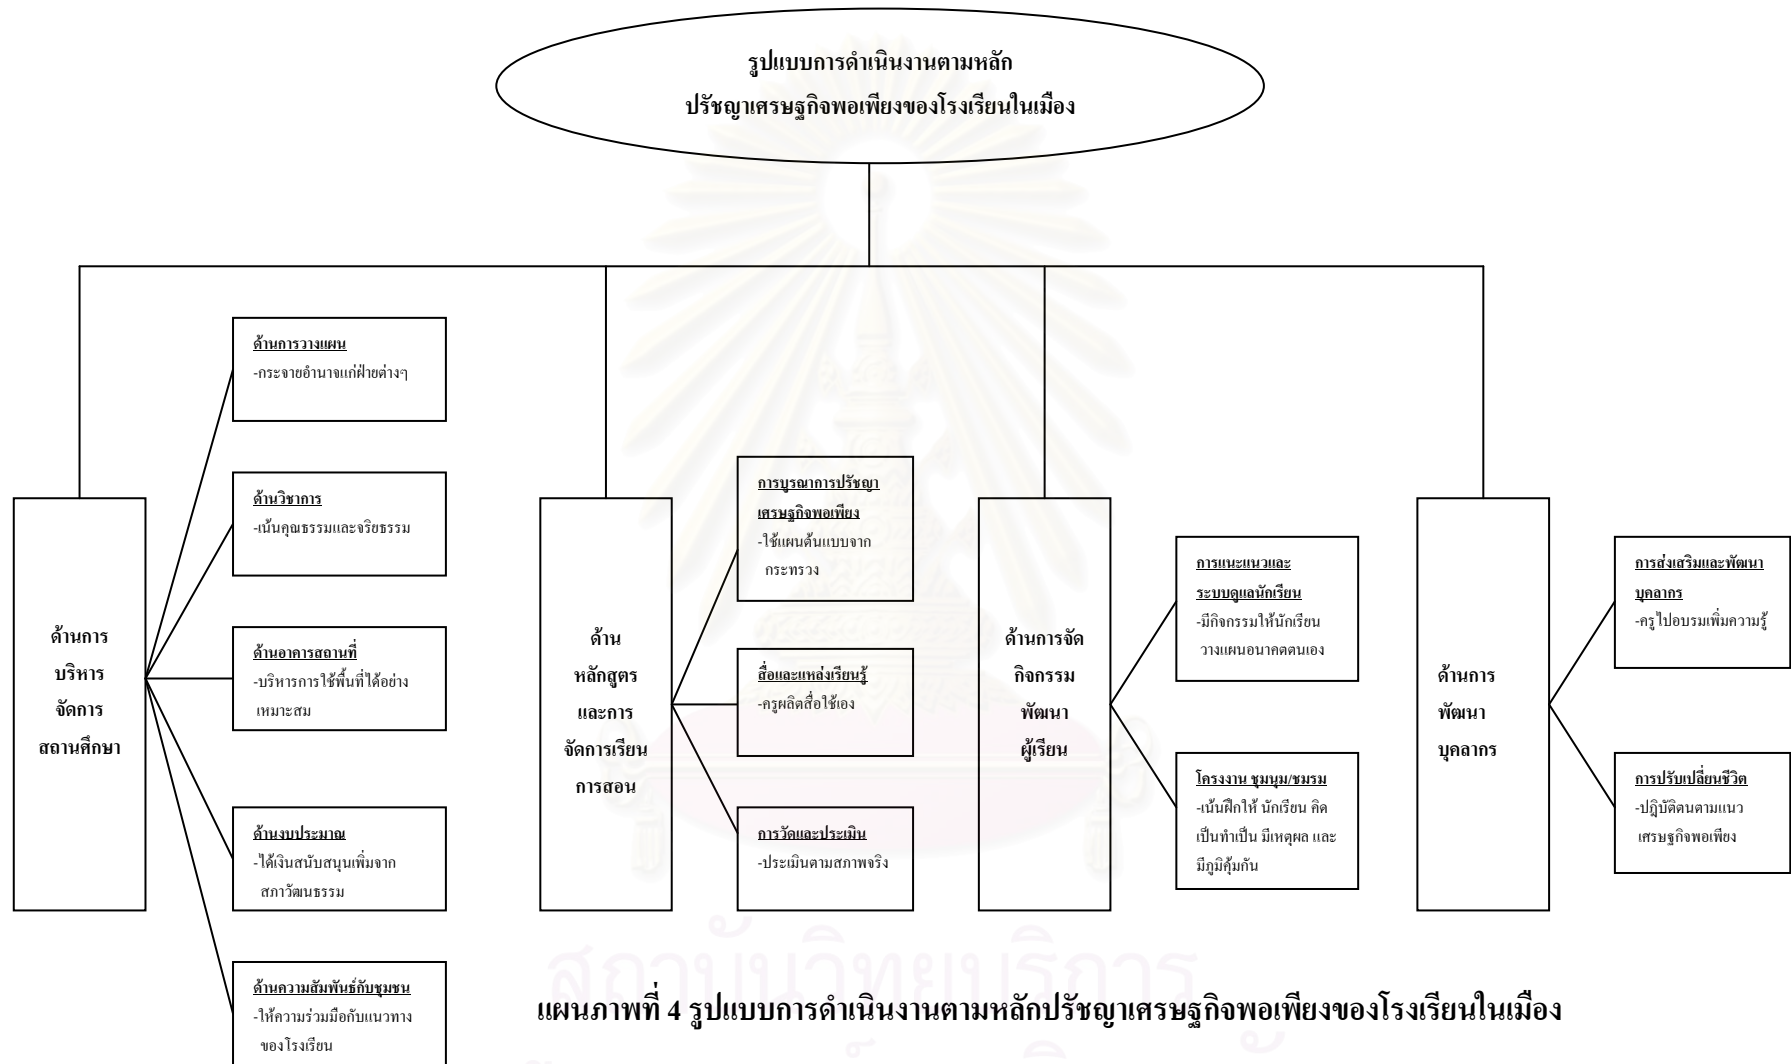 รูปแบบการดำเนินงานตามหลัก
ปรัชญาเศรษฐกิจพอเพียงของโรงเรียนในเมือง
ด้านการ
บริหาร
จัดการ
สถานศึกษา
ด้านการวางแผน
-กระจายอำนาจแก่ฝ่ายต่างๆ
ด้านวิชาการ
-เน้นคุณธรรมและจริยธรรม
ด้านอาคารสถานที่
-บริหารการใช้พื้นที่ได้อย่าง
เหมาะสม
ด้านงบประมาณ
-ได้เงินสนับสนุนเพิ่มจาก
สภาวัฒนธรรม
ด้านความสัมพันธ์กับชุมชน
-ให้ความร่วมมือกับแนวทาง
ของโรงเรียน
ด้าน
หลักสูตร
และการ
จัดการเรียน
การสอน
การบูรณาการปรัชญา
เศรษฐกิจพอเพียง
-ใช้แผนต้นแบบจาก
กระทรวง
สื่อและแหล่งเรียนรู้
-ครูผลิตสื่อใช้เอง
การวัดและประเมิน
-ประเมินตามสภาพจริง
ด้านการจัด
กิจกรรม
พัฒนา
ผู้เรียน
การแนะแนวและ
ระบบดูแลนักเรียน
-มีกิจกรรมให้นักเรียน
วางแผนอนาคตตนเอง
โครงงาน ชุมนุม/ชมรม
-เน้นฝึกให้ นักเรียน คิด
เป็นทำเป็น มีเหตุผล และ
มีภูมิคุ้มกัน
ด้านการ
พัฒนา
บุคลากร
การส่งเสริมและพัฒนา
บุคลากร
-ครูไปอบรมเพิ่มความรู้
การปรับเปลี่ยนชีวิต
-ปฏิบัติตนตามแนว
เศรษฐกิจพอเพียง
สถาบันวิทยบริการ
แผนภาพที่ 4 รูปแบบการดำเนินงานตามหลักปรัชญาเศรษฐกิจพอเพียงของโรงเรียนในเมือง